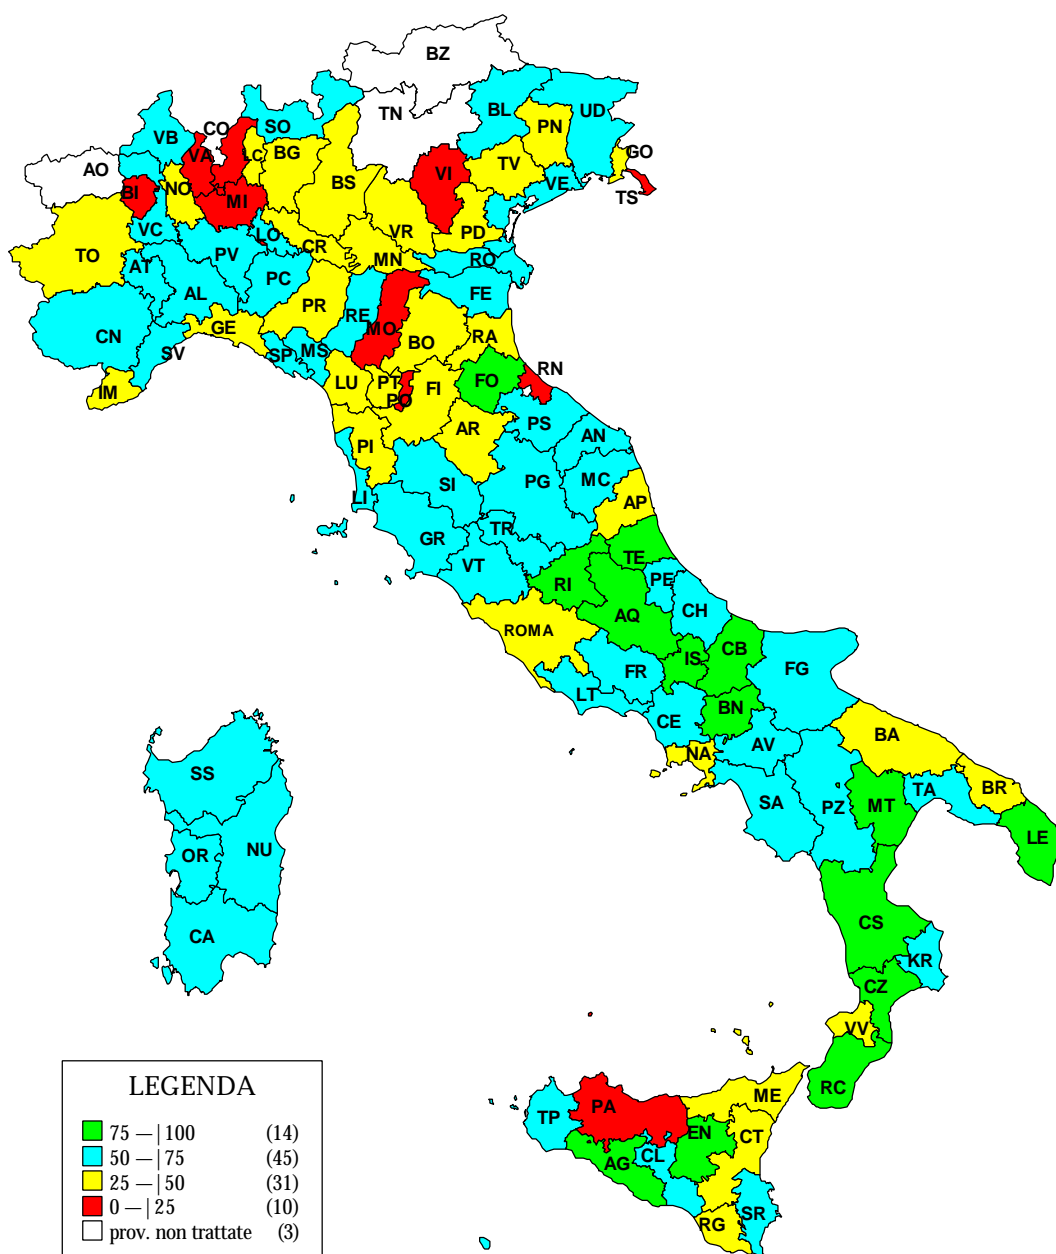 BZ
TN
BL
UD
PN
VB
CO
SO
VA
LC
BG
TV
GO
AO
BI
NO
MI
BS
VI
VE
TS
VC
LO
CR
VR
PD
TO
AT
PV
PC
MN
RO
AL
PR
RE
FE
CN
GE
MO
BO
RA
SV
SP
MS
RN
IM
LU
PT
PO
FI
FO
PI
AR
PS
AN
LI
SI
PG
MC
AP
GR
TR
VT
TE
RI
PE
AQ
CH
ROMA
IS
CB
FR
FG
LT
CE
BN
NA
AV
BA
SS
SA
PZ
MT
TA
BR
LE
OR
NU
CA
CS
KR
CZ
VV
RC
TP
PA
ME
EN
CT
AG
CL
RG
SR
LEGENDA
75 —| 100 (14)
50 —| 75 (45)
25 —| 50 (31)
0 —| 25 (10)
prov. non trattate (3)